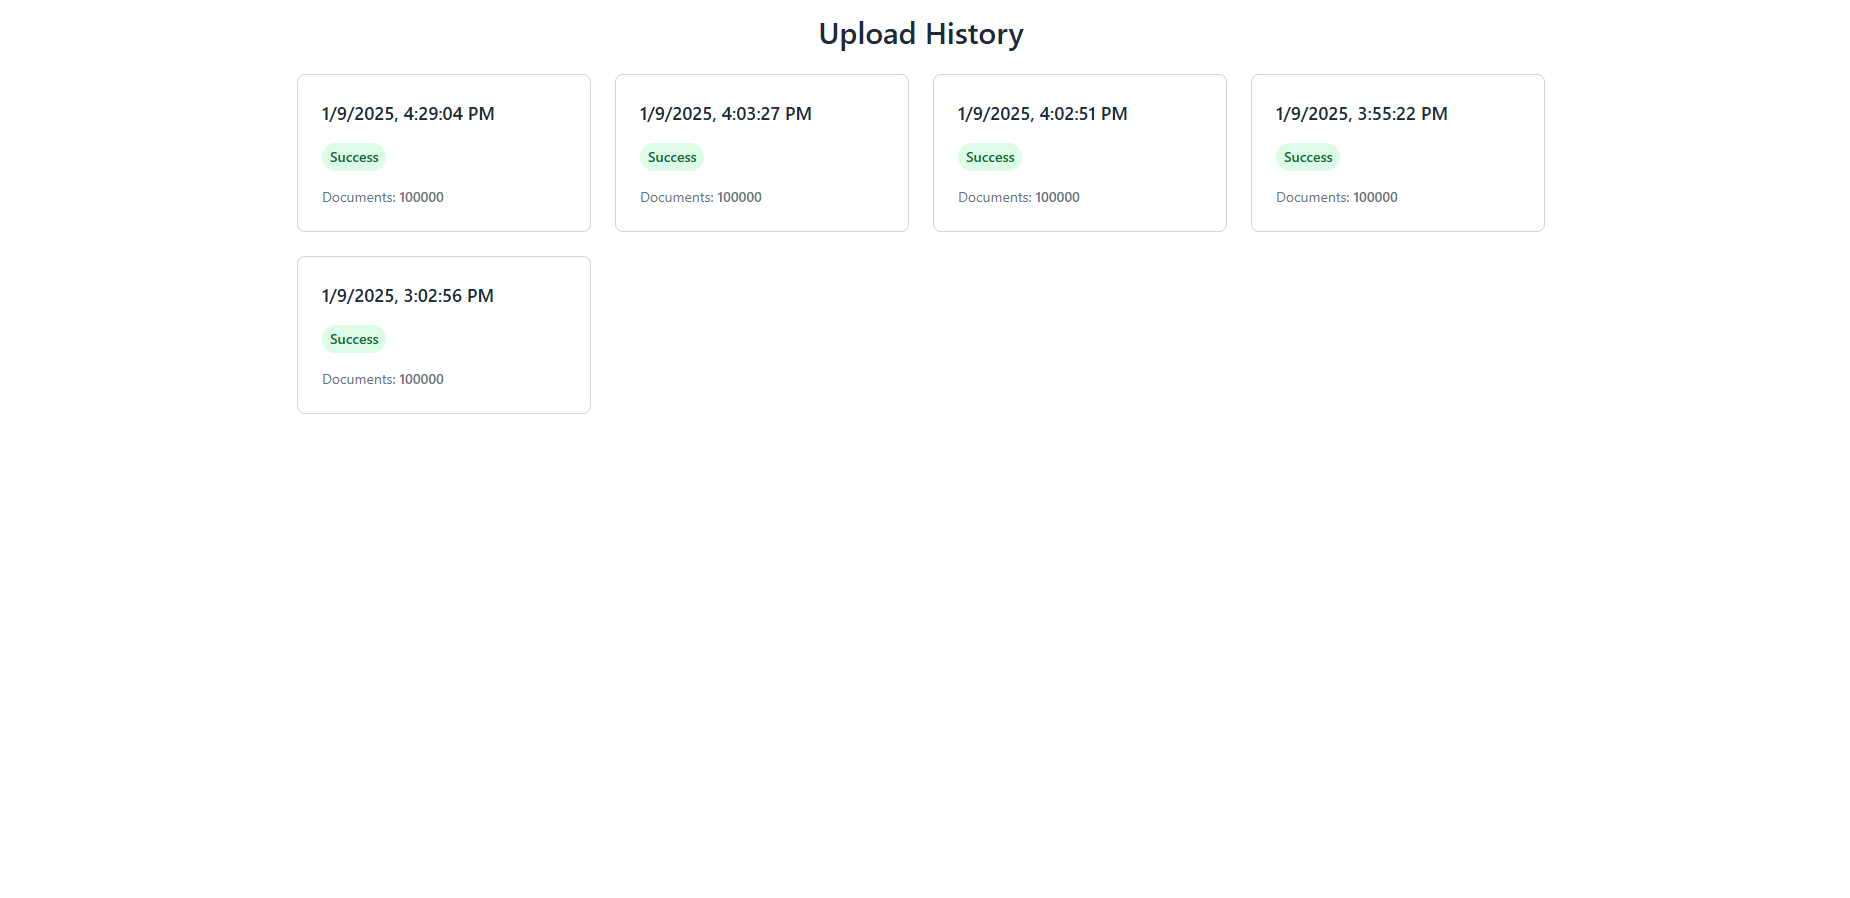 Upload History
1/9/2025, 4:29:04 PM
Success
Documents: 100000
1/9/2025, 4:03:27 PM
Success
Documents: 100000
1/9/2025, 4:02:51 PM
Success
Documents: 100000
1/9/2025, 3:55:22 PM
Success
Documents: 100000
1/9/2025, 3:02:56 PM
Success
Documents: 100000